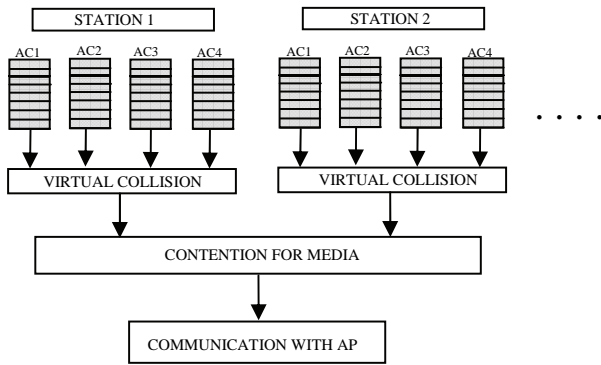 STATION 1
STATION 2
AC1 AC2 AC3 AC4
AC1 AC2 AC3 AC4
. . . .
VIRTUAL COLLISION
VIRTUAL COLLISION
CONTENTION FOR MEDIA
COMMUNICATION WITH AP